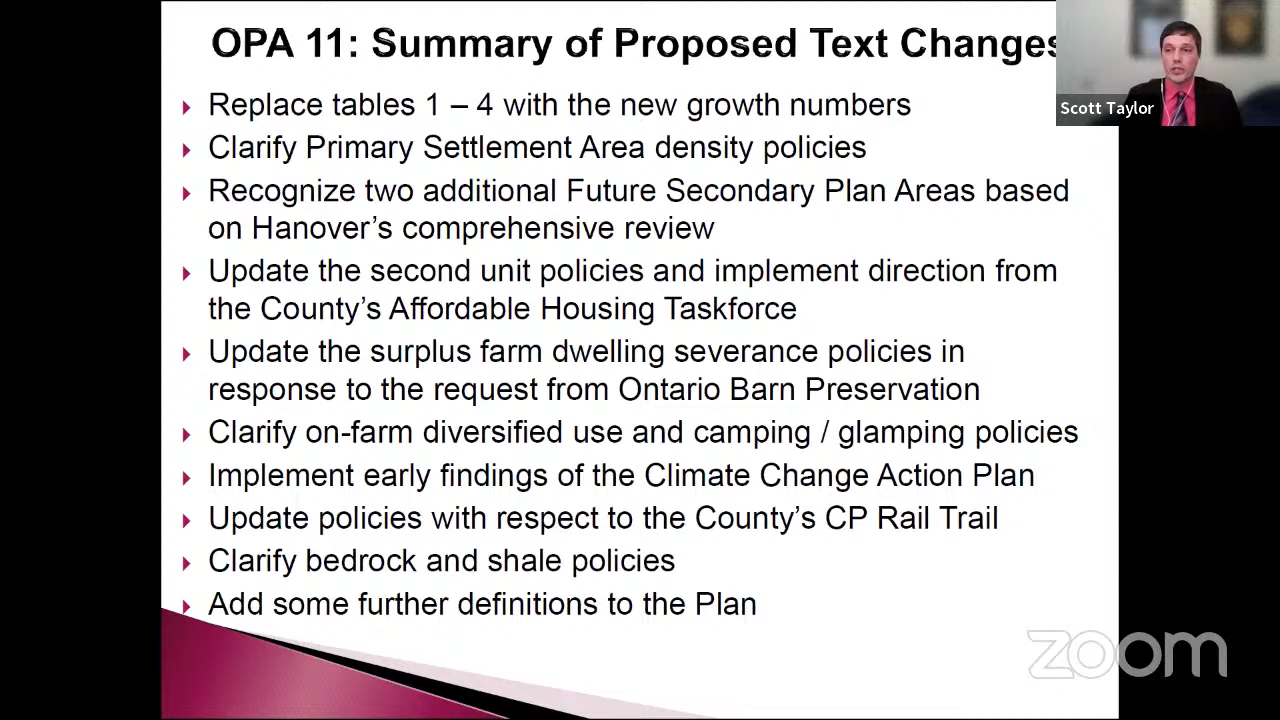 OPA 11: Summary of Proposed Text Changes
Scott Taylor
Replace tables 1 – 4 with the new growth numbers
Clarify Primary Settlement Area density policies
Recognize two additional Future Secondary Plan Areas based
on Hanover’s comprehensive review
Update the second unit policies and implement direction from
the County’s Affordable Housing Taskforce
Update the surplus farm dwelling severance policies in
response to the request from Ontario Barn Preservation
Clarify on-farm diversified use and camping / glamping policies
Implement early findings of the Climate Change Action Plan
Update policies with respect to the County’s CP Rail Trail
Clarify bedrock and shale policies
Add some further definitions to the Plan
zoom